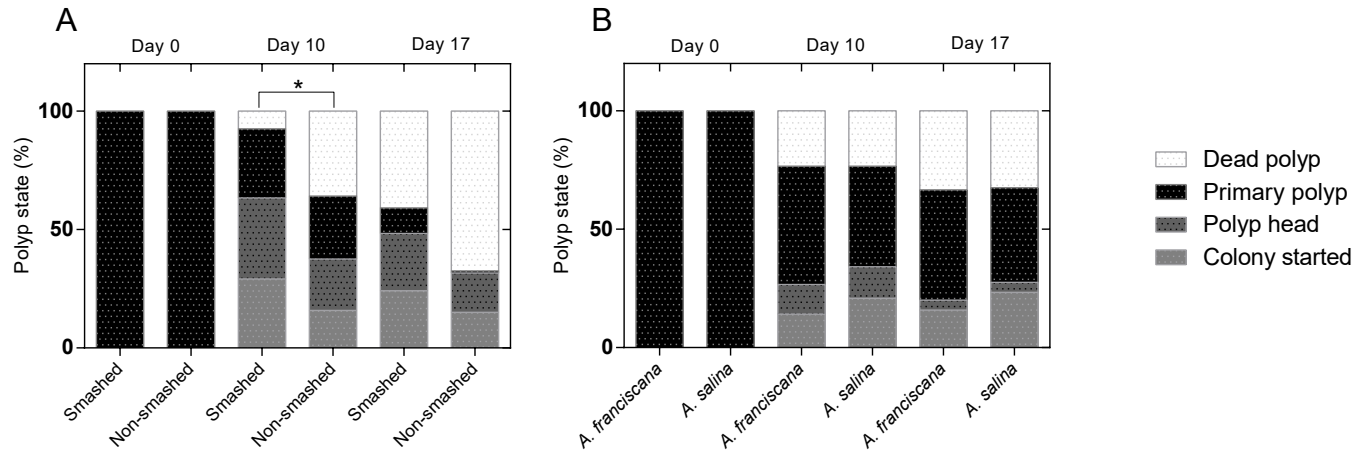 A
Day 0 Day 10 Day 17
*
Polyp state (%)
100
50
0
Smashed
Non-smashed
Smashed
Non-smashed
Smashed
Non-smashed
B
Day 0 Day 10 Day 17
Polyp state (%)
100
50
0
A. franciscana
A. salina
A. franciscana
A. salina
A. franciscana
A. salina
Dead polyp
Primary polyp
Polyp head
Colony started